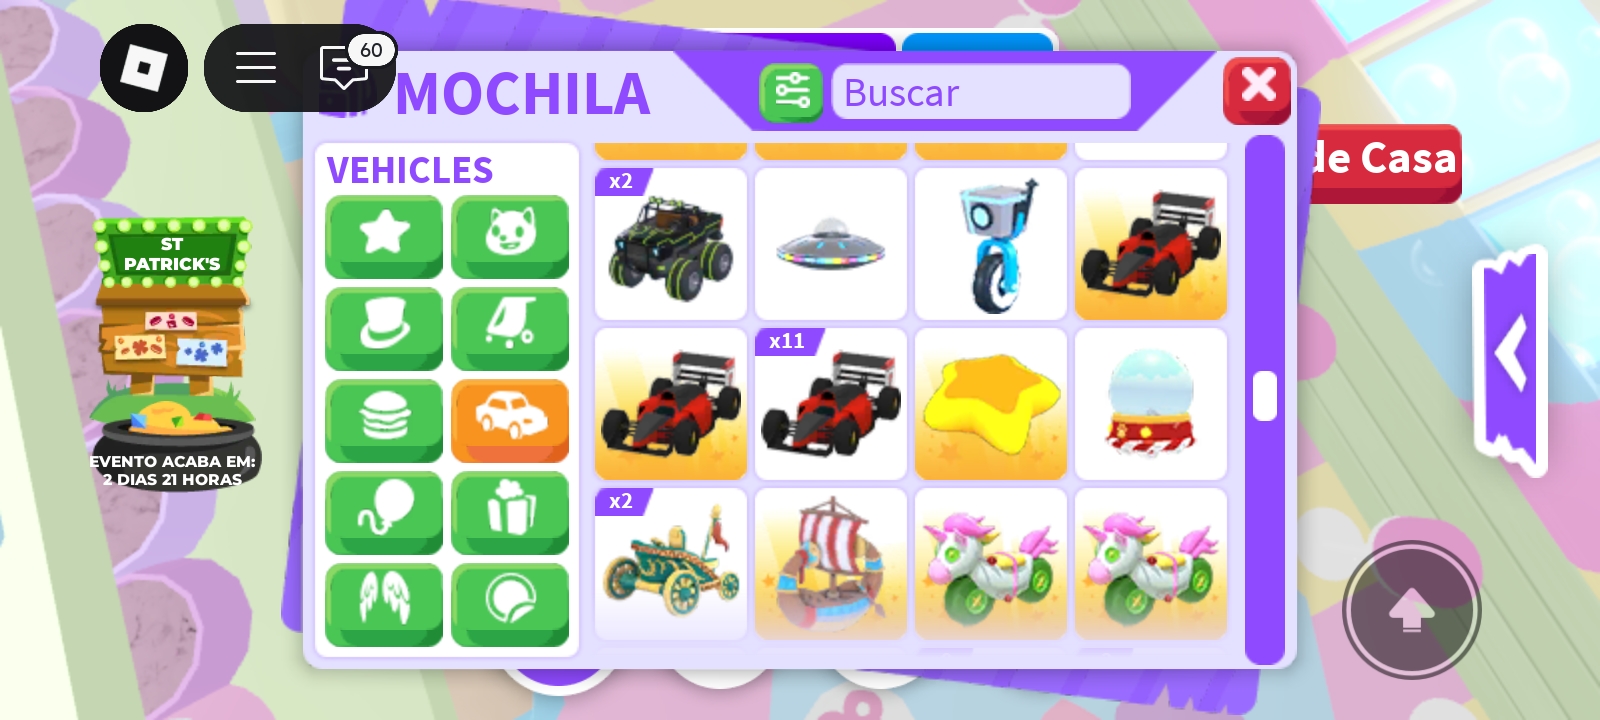 60
MOCHILA
Buscar
VEHICLES
x2
de Casa
x11
x2
ST
PATRICK'S
EVENTO ACABA EM:
2 DIAS 21 HORAS